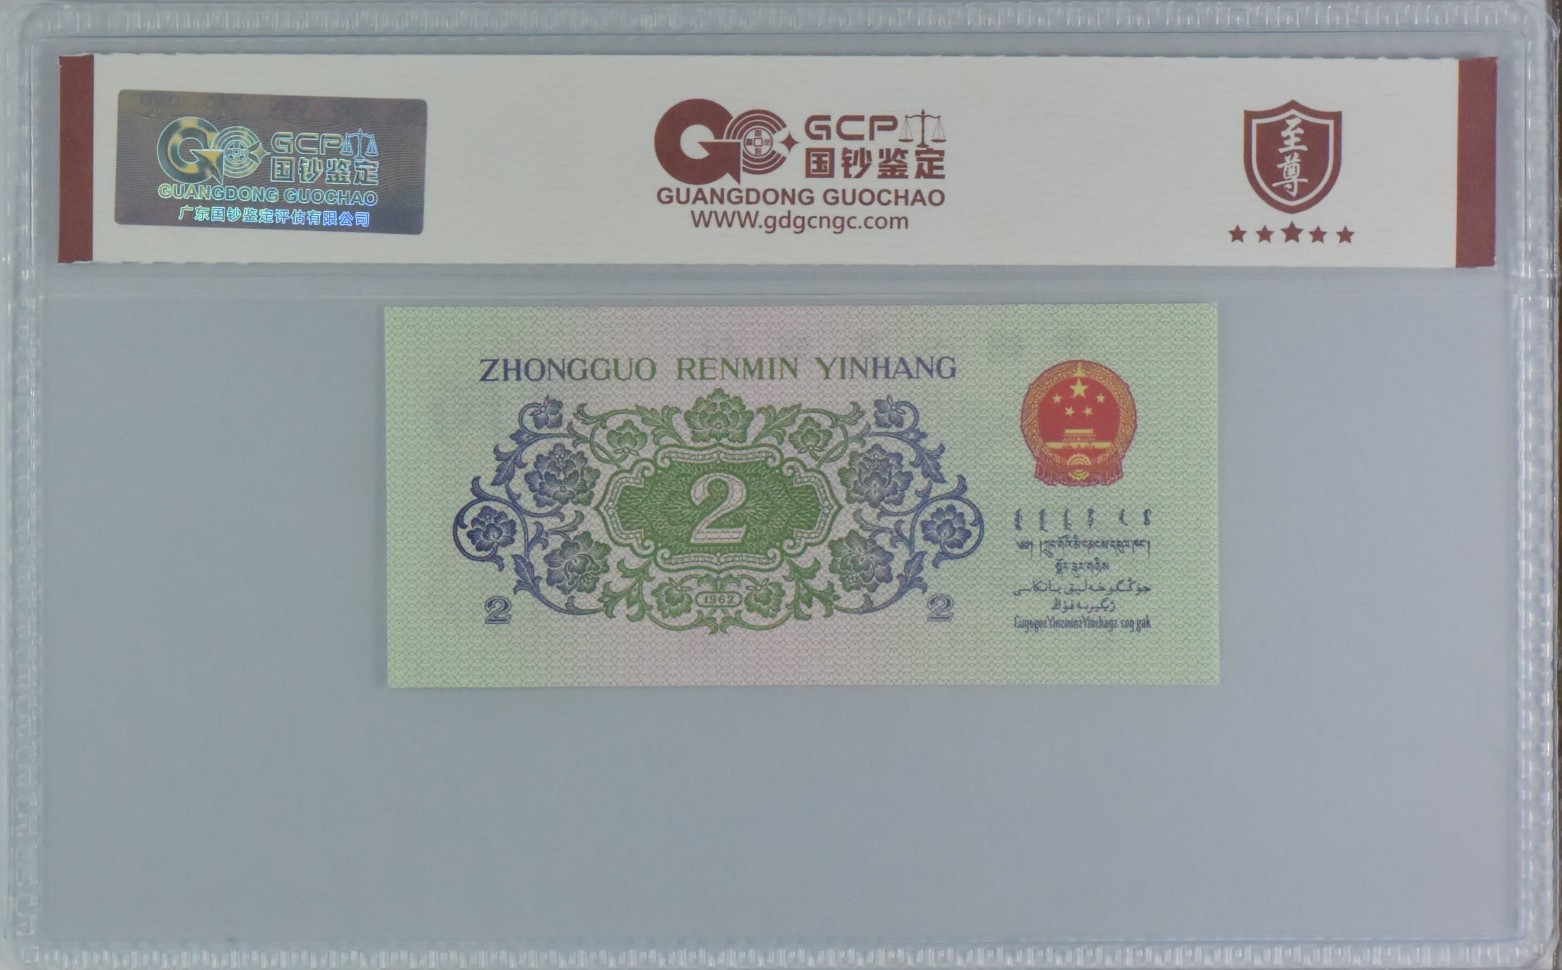 GCP
国钞鉴定
GUANGDONG GUOCHAO
广东国钞鉴定评估有限公司
GCP
国钞鉴定
GUANGDONG GUOCHAO
WWW.gdgcngc.com
至尊
ZHONGGUO RENMIN YINHANG
2
1962
2
2
جۇڭگو خەلىق بانكاسى